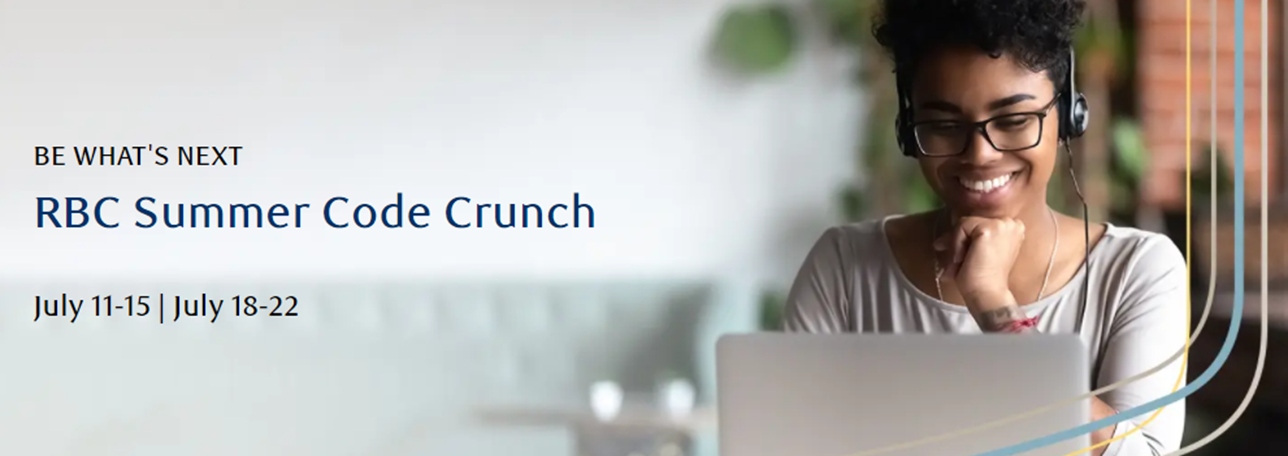 BE WHAT'S NEXT
RBC Summer Code Crunch
July 11-15 | July 18-22